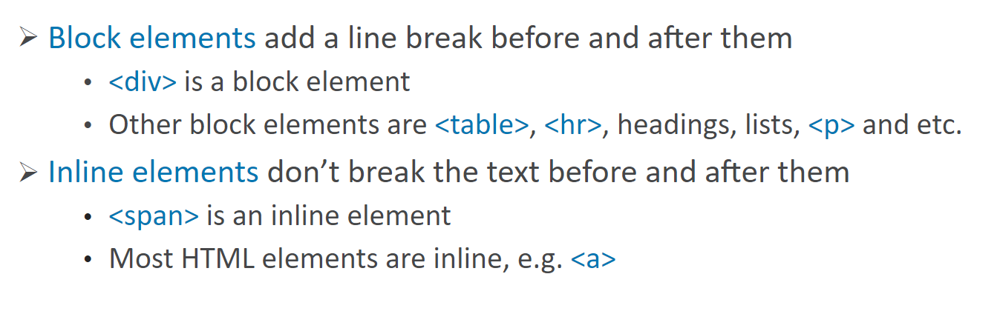 ➢ Block elements add a line break before and after them
• <div> is a block element
• Other block elements are <table>, <hr>, headings, lists, <p> and etc.
➢ Inline elements don’t break the text before and after them
• <span> is an inline element
• Most HTML elements are inline, e.g. <a>